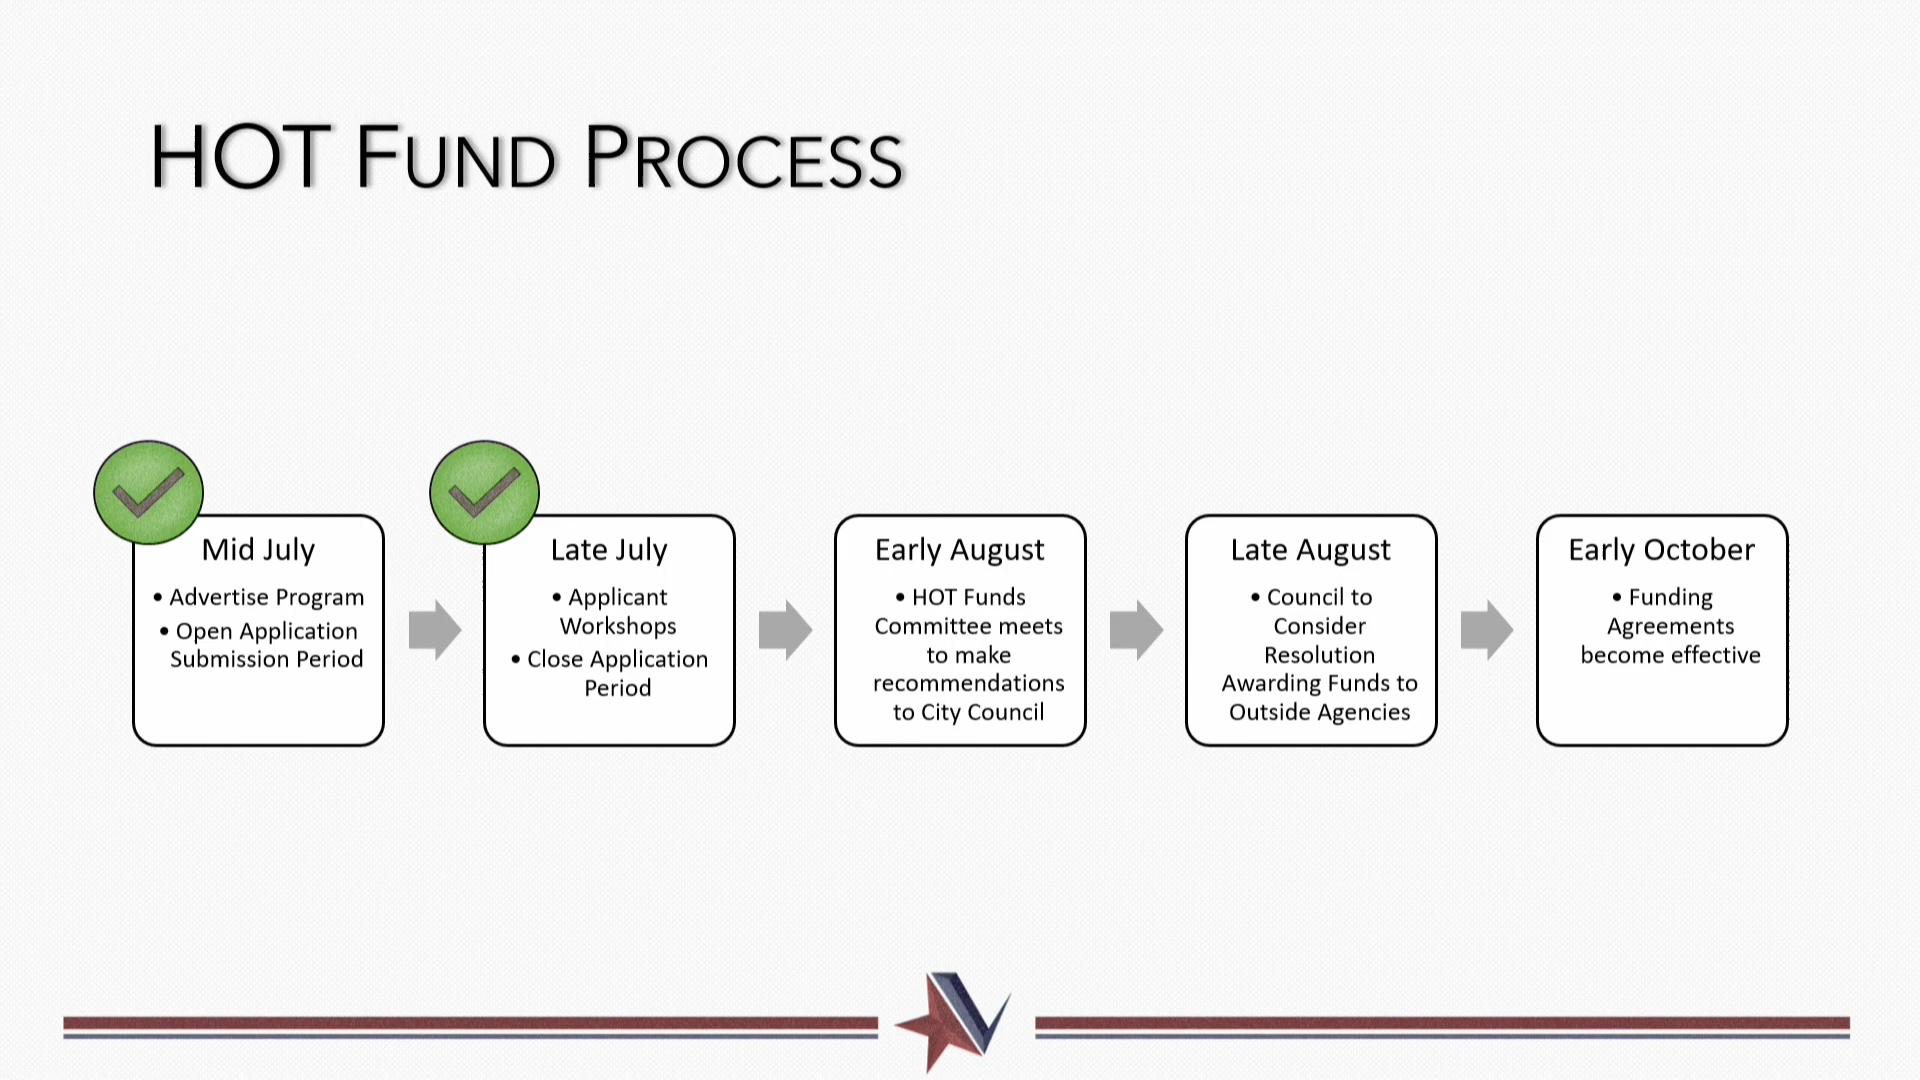 HOT FUND PROCESS
Mid July
• Advertise Program
• Open Application
Submission Period
Late July
• Applicant
Workshops
• Close Application
Period
Early August
• HOT Funds
Committee meets
to make
recommendations
to City Council
Late August
• Council to
Consider
Resolution
Awarding Funds to
Outside Agencies
Early October
• Funding
Agreements
become effective